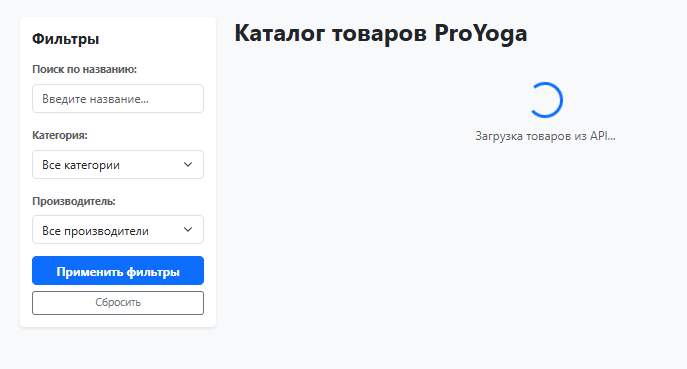 Фильтры
Поиск по названию:
Введите название...
Категория:
Все категории
Производитель:
Все производители
Применить фильтры
Сбросить
Каталог товаров ProYoga
Загрузка товаров из API...